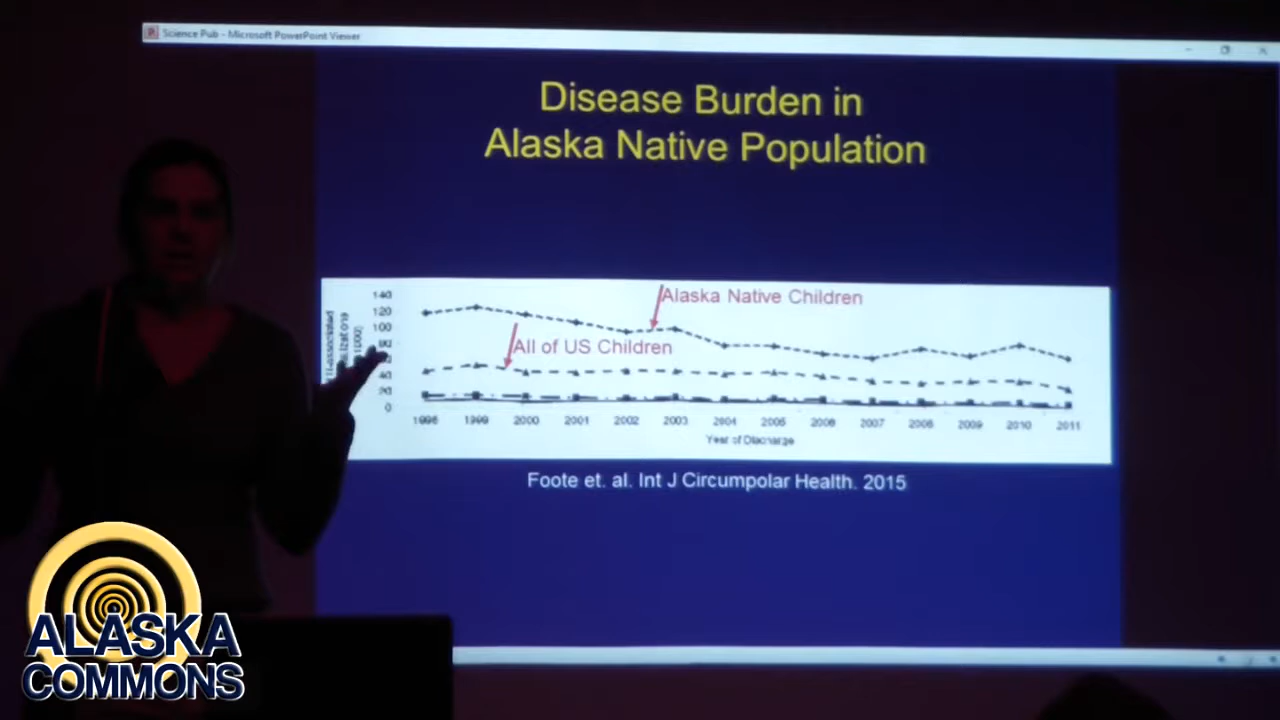 Science Pub - Microsoft PowerPoint Viewer
Disease Burden in
Alaska Native Population
140
120
100
80
40
20
0
Alaska Native Children
All of US Children
1998 1999 2000 2001 2002 2003 2004 2005 2006 2007 2008 2009 2010 2011
Year of Discharge
Foote et. al. Int J Circumpolar Health. 2015
ALASKA
COMMONS